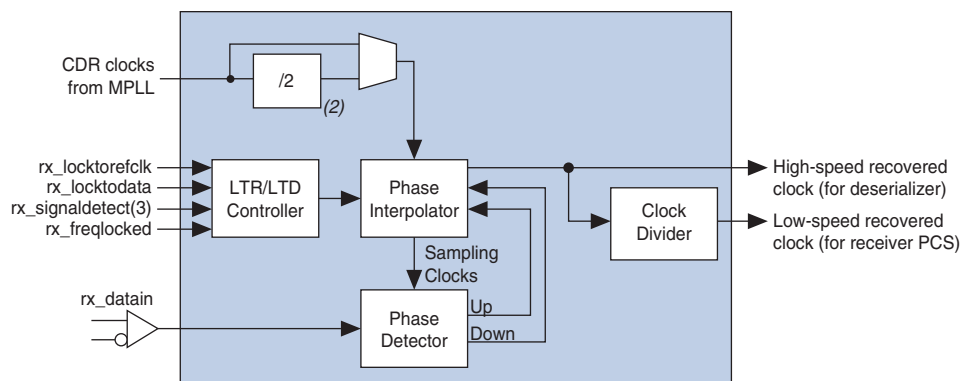 CDR clocks
from MPLL
/2
(2)
rx_locktorefclk
rx_locktodata
rx_signaldetect(3)
rx_freqlocked
LTR/LTD
Controller
Phase
Interpolator
High-speed recovered
clock (for deserializer)
Clock
Divider
Low-speed recovered
clock (for receiver PCS)
Sampling
Clocks
rx_datain
Phase
Detector
Up
Down